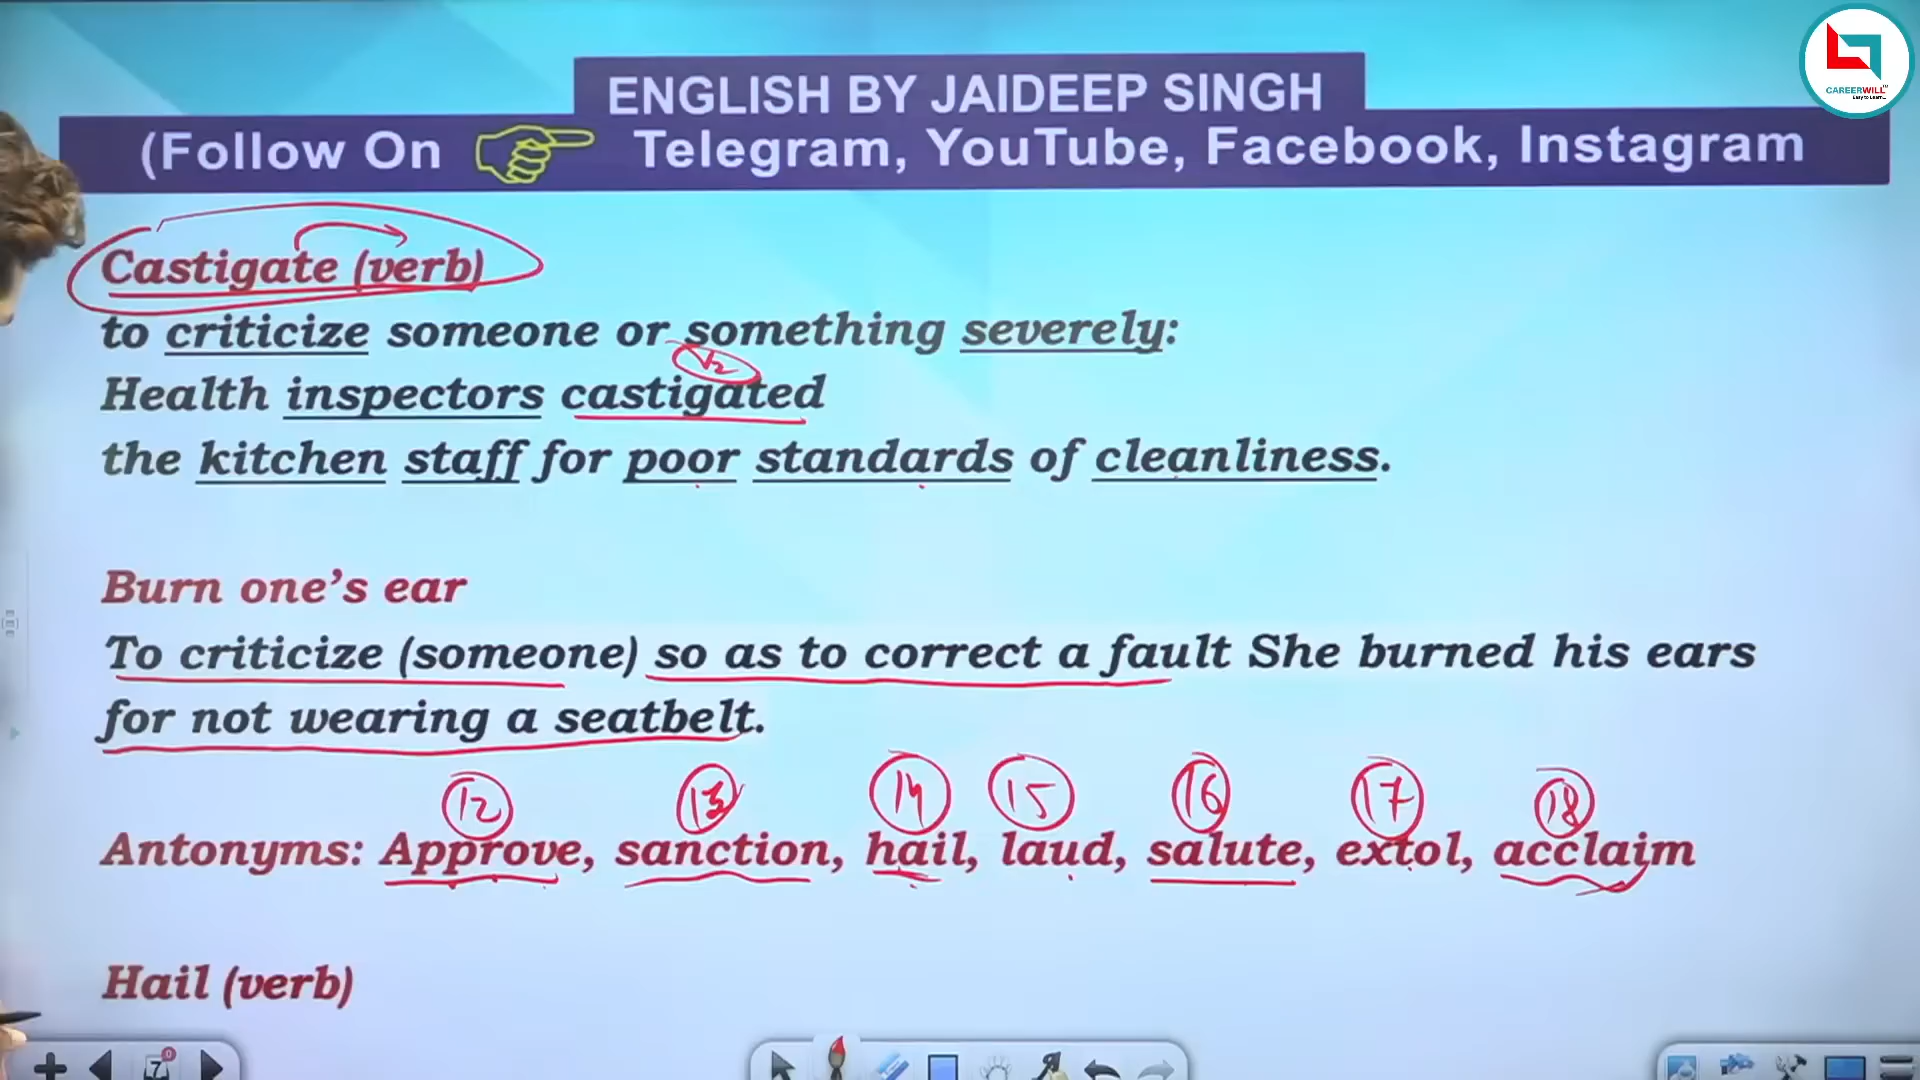 ENGLISH BY JAIDEEP SINGH
(Follow On Telegram, YouTube, Facebook, Instagram
CAREERWILL
Castigate (verb)
to criticize someone or something severely:
V2
Health inspectors castigated
the kitchen staff for poor standards of cleanliness.
Burn one's ear
To criticize (someone) so as to correct a fault She burned his ears
for not wearing a seatbelt.
12 13 14 15 16 17 18
Antonyms: Approve, sanction, hail, laud, salute, extol, acclaim
Hail (verb)
7 0